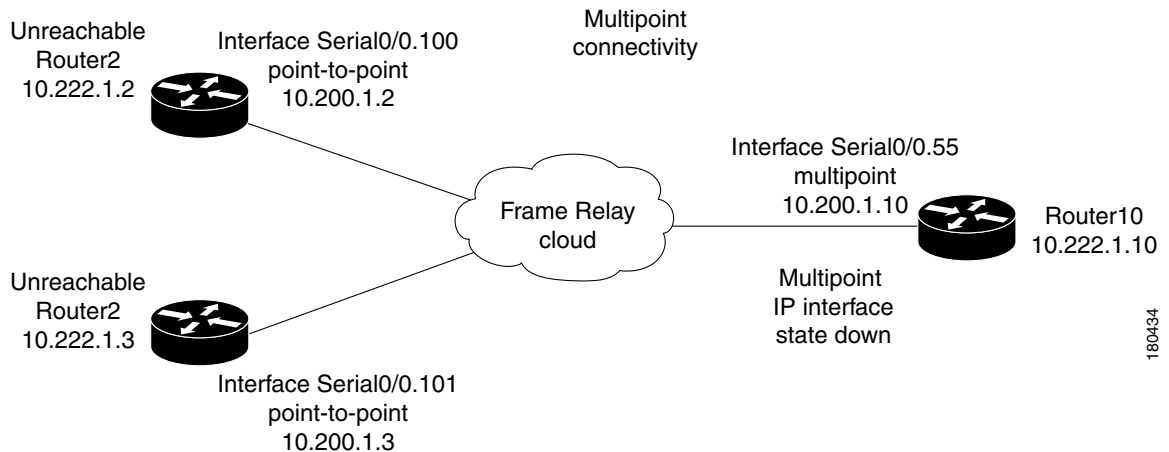 Multipoint
connectivity
Unreachable
Router2
10.222.1.2
Interface Serial0/0.100
point-to-point
10.200.1.2
Interface Serial0/0.55
multipoint
10.200.1.10
Frame Relay
cloud
Router10
10.222.1.10
Unreachable
Router2
10.222.1.3
Multipoint
IP interface
state down
Interface Serial0/0.101
point-to-point
10.200.1.3
180434